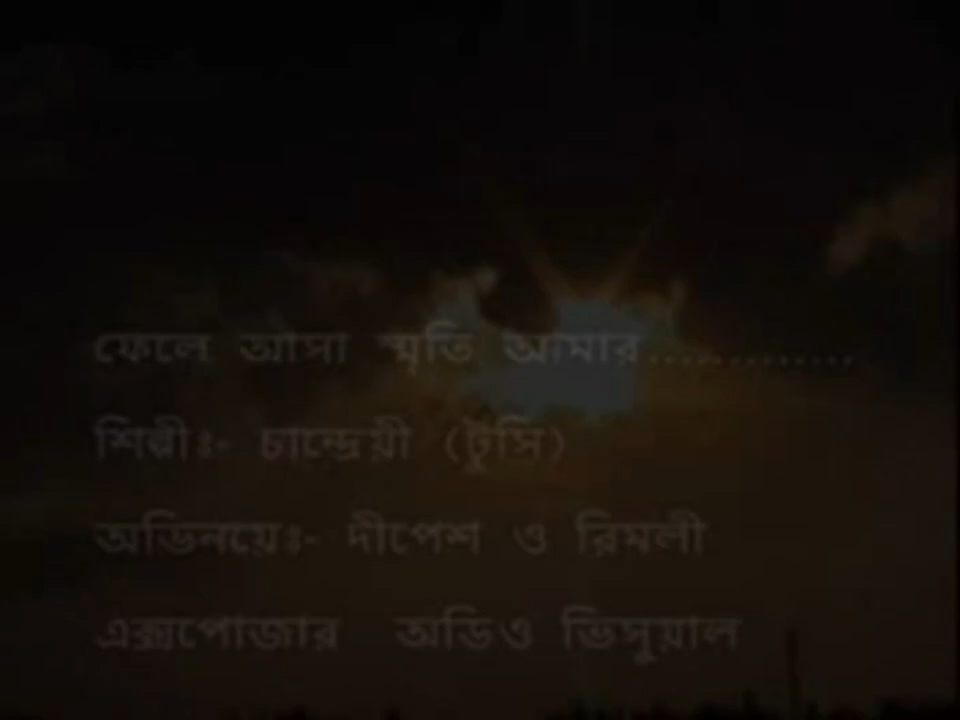 ফেলে আসা স্মৃতি আমার..............
শিল্পীঃ- চান্দ্রেয়ী (টুসি)
অভিনয়েঃ- দীপেশ ও রিমলী
এক্সপোজার অডিও ভিসুয়াল